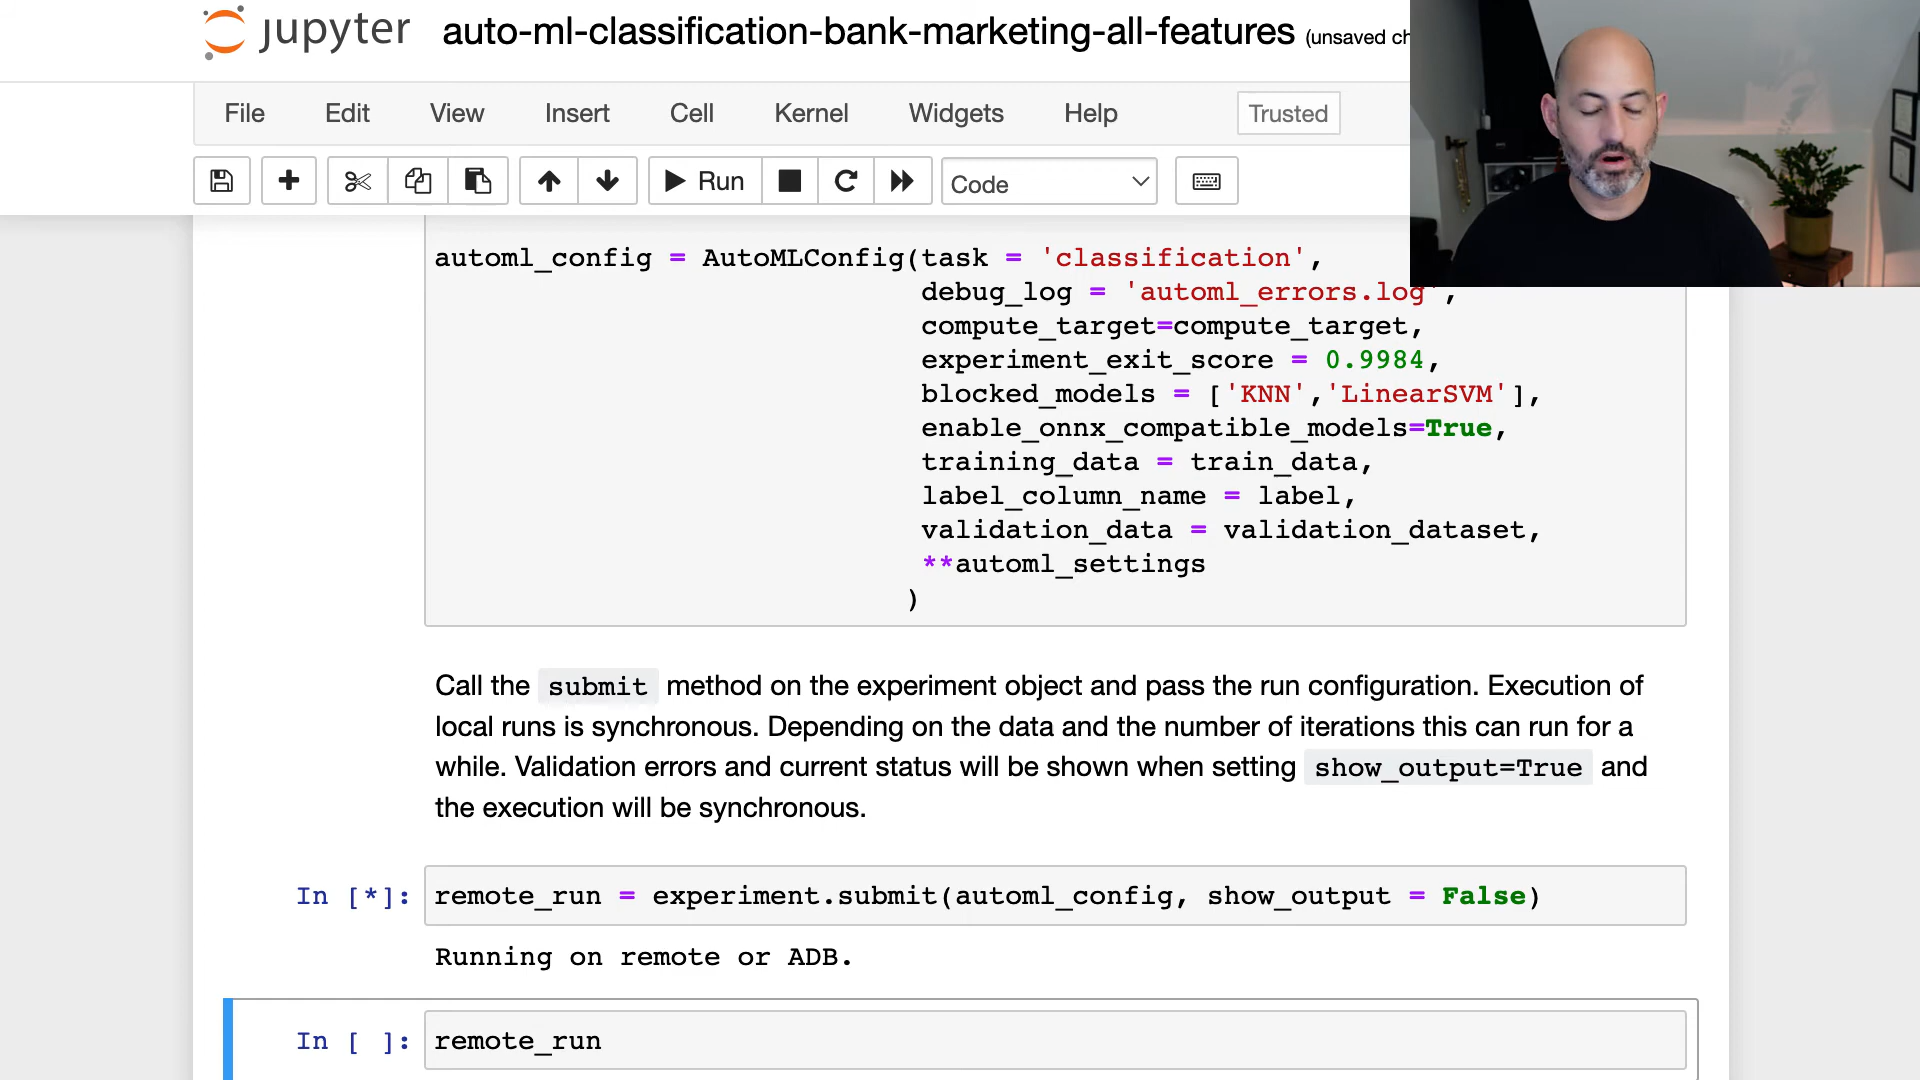 jupyter auto-ml-classification-bank-marketing-all-features (unsaved ch
File Edit View Insert Cell Kernel Widgets Help Trusted
Run Code
automl_config = AutoMLConfig(task = 'classification',
debug_log = 'automl_errors.log',
compute_target=compute_target,
experiment_exit_score = 0.9984,
blocked_models = ['KNN','LinearSVM'],
enable_onnx_compatible_models=True,
training_data = train_data,
label_column_name = label,
validation_data = validation_dataset,
**automl_settings
)
Call the submit method on the experiment object and pass the run configuration. Execution of
local runs is synchronous. Depending on the data and the number of iterations this can run for a
while. Validation errors and current status will be shown when setting show_output=True and
the execution will be synchronous.
In [*]: remote_run = experiment.submit(automl_config, show_output = False)
Running on remote or ADB.
In [ ]: remote_run